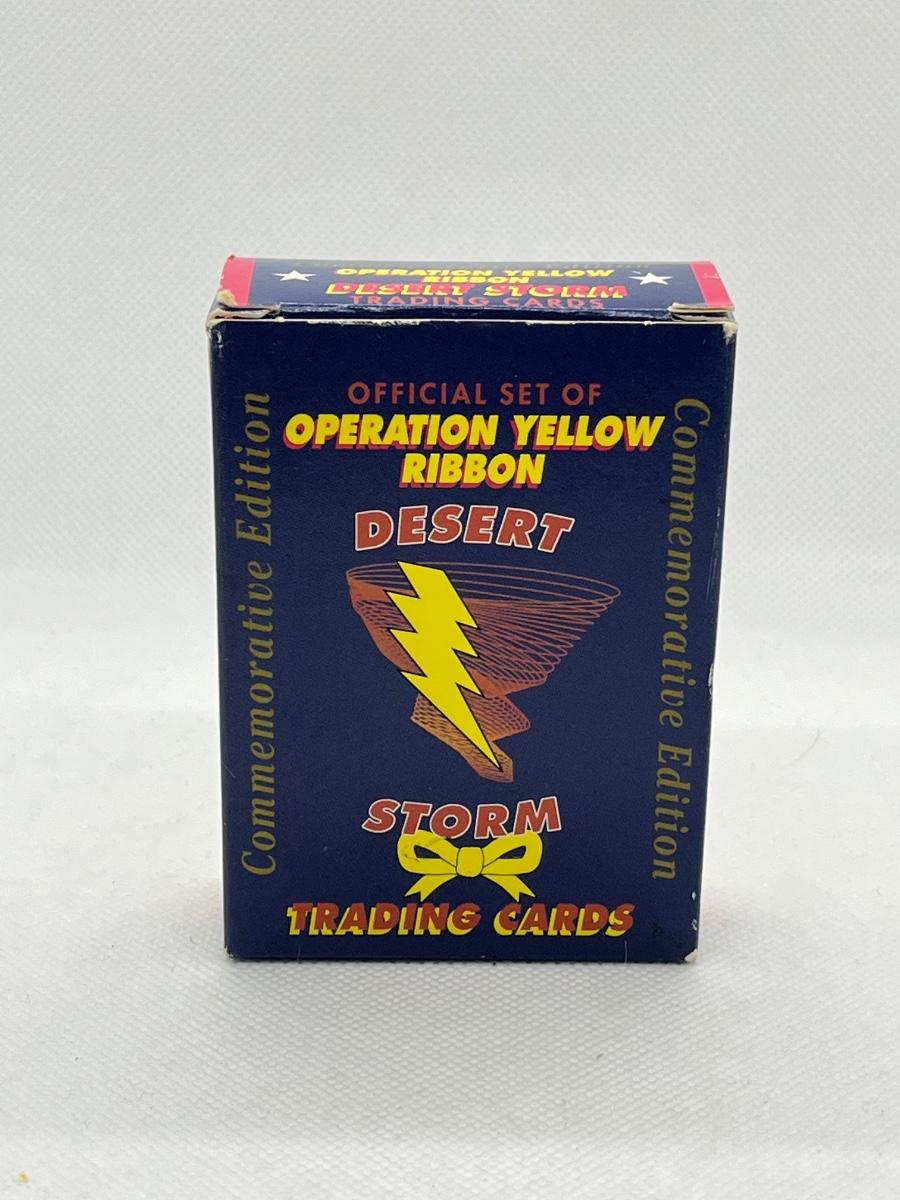 OPERATION YELLOW
RIBBON
DESERT STORM
TRADING CARDS
OFFICIAL SET OF
OPERATION YELLOW
RIBBON
DESERT
STORM
TRADING CARDS
Commemorative Edition
Commemorative Edition